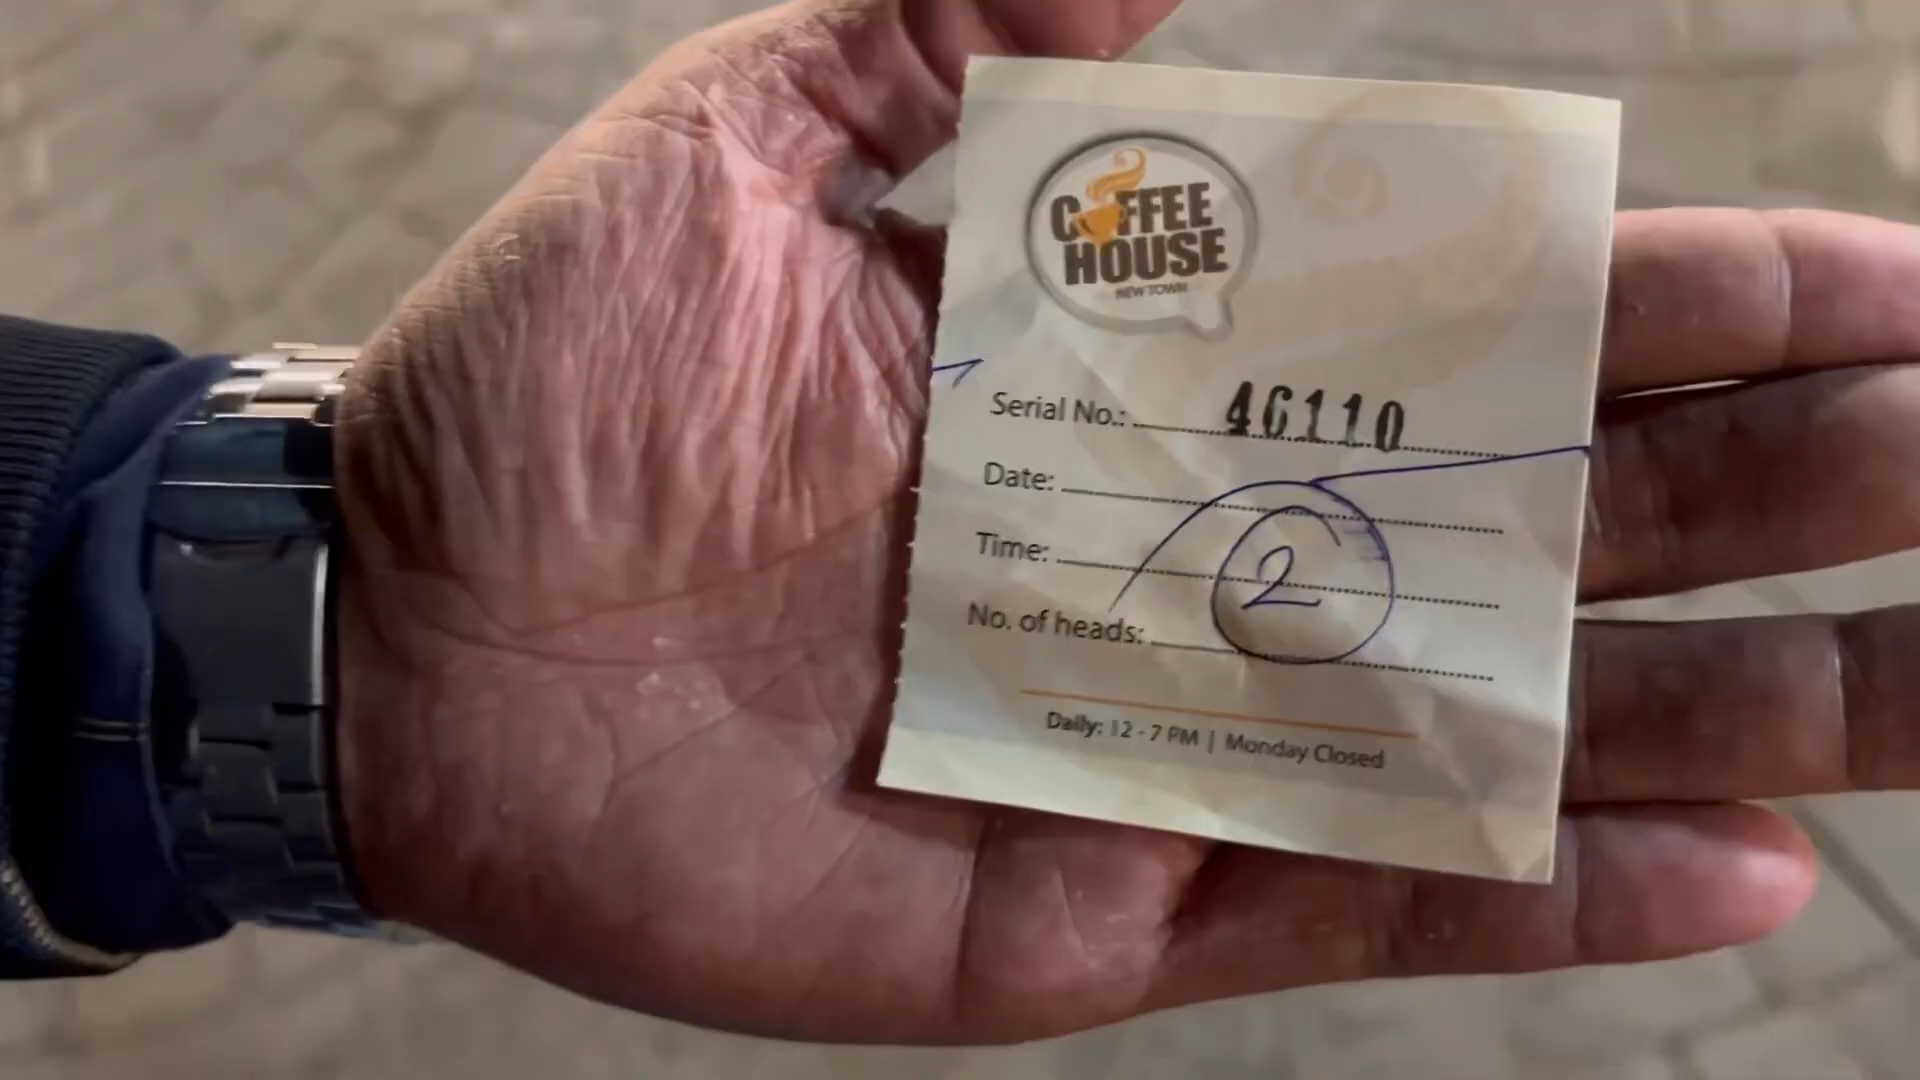 COFFEE
HOUSE
NEW TOWN
Serial No.: 46110
Date:
Time:
No. of heads: 2
Daily: 12 - 7 PM | Monday Closed